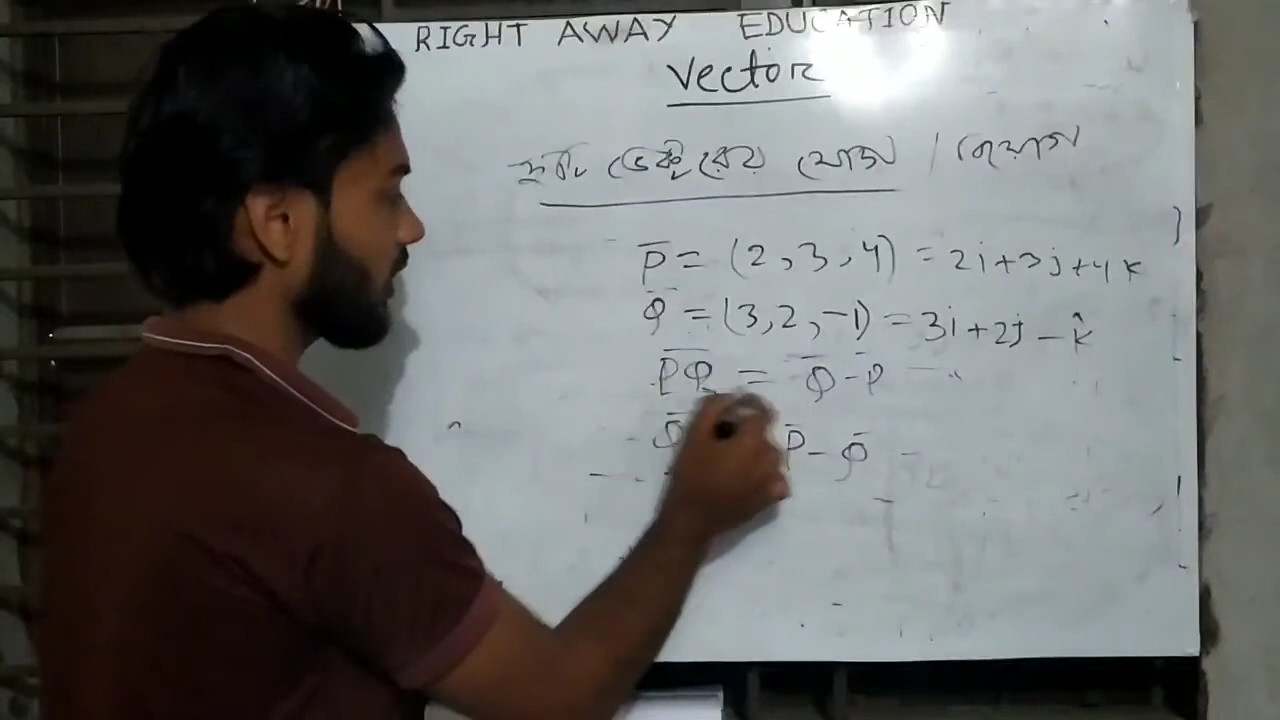 RIGHT AWAY EDUCATION
Vector
দুটি ভেক্টরের যোগ / বিয়োগ
P̅ = (2, 3, 4) = 2i + 3j + 4k
Q̅ = (3, 2, -1) = 3i + 2j - k̂
P̅Q̅ = Q̅ - P̅
P̅ - Q̅